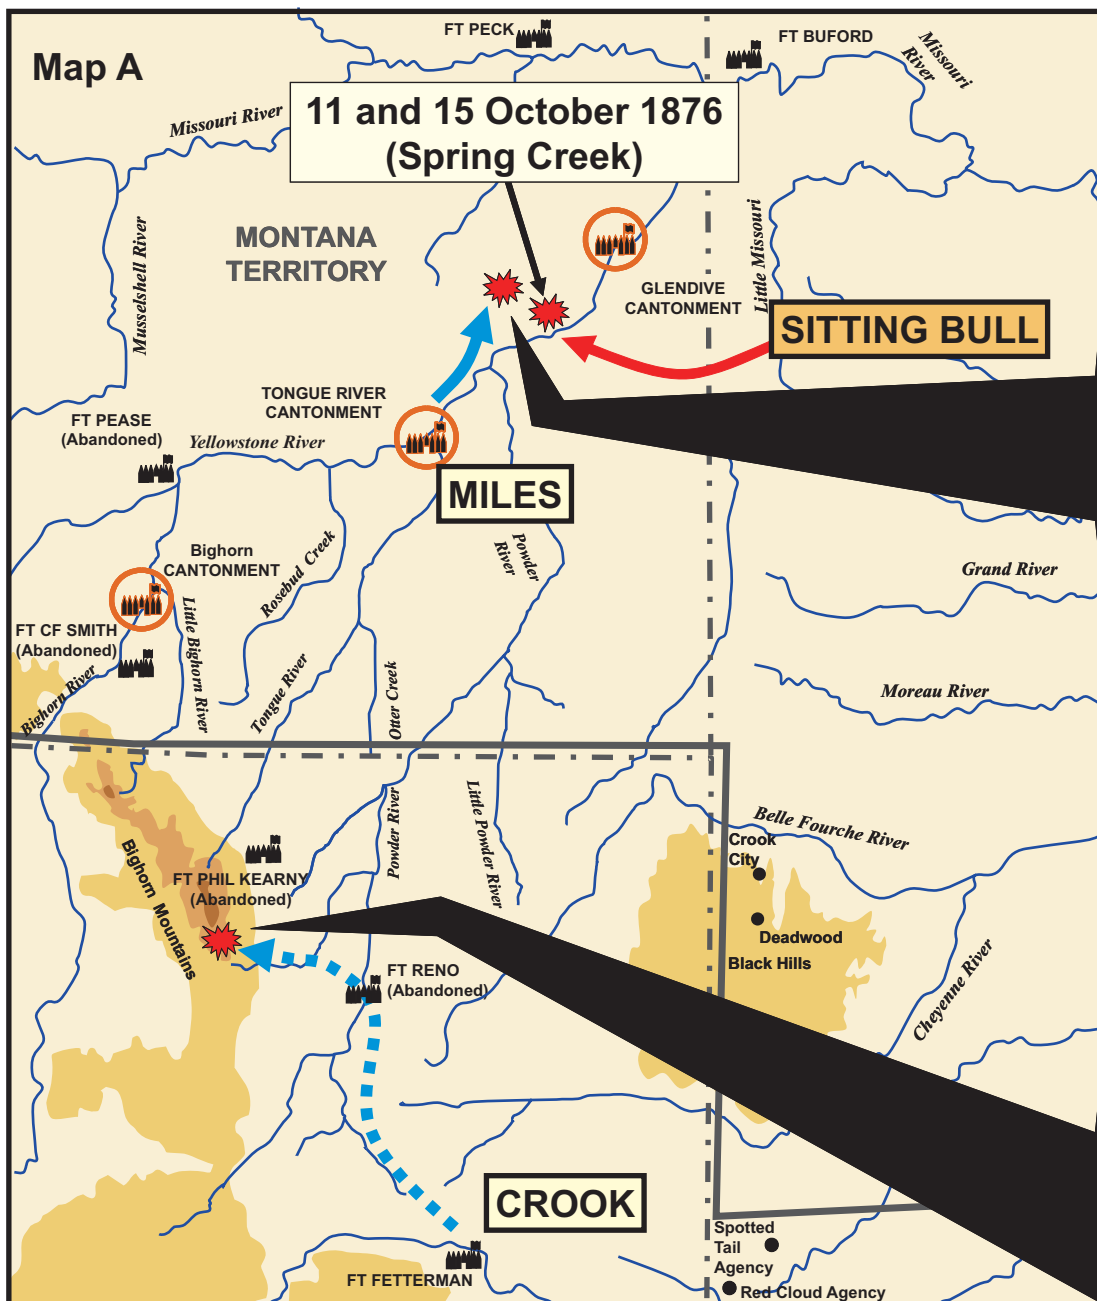 Map A
FT PECK
FT BUFORD
Missouri
River
11 and 15 October 1876
(Spring Creek)
Missouri River
Musselshell River
MONTANA
TERRITORY
Little Missouri
GLENDIVE
CANTONMENT
SITTING BULL
TONGUE RIVER
CANTONMENT
FT PEASE
(Abandoned)
Yellowstone River
MILES
Powder
River
Bighorn
CANTONMENT
Rosebud Creek
Grand River
FT CF SMITH
(Abandoned)
Little Bighorn River
Bighorn River
Tongue River
Otter Creek
Moreau River
Powder River
Little Powder River
Belle Fourche River
Crook
City
Bighorn Mountains
FT PHIL KEARNY
(Abandoned)
Deadwood
Black Hills
FT RENO
(Abandoned)
Cheyenne River
CROOK
Spotted
Tail
Agency
FT FETTERMAN
Red Cloud Agency